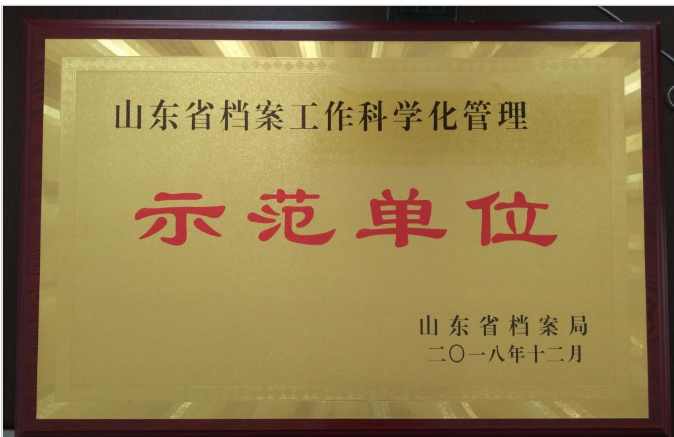 山东省档案工作科学化管理
示范单位
山东省档案局
二〇一八年十二月